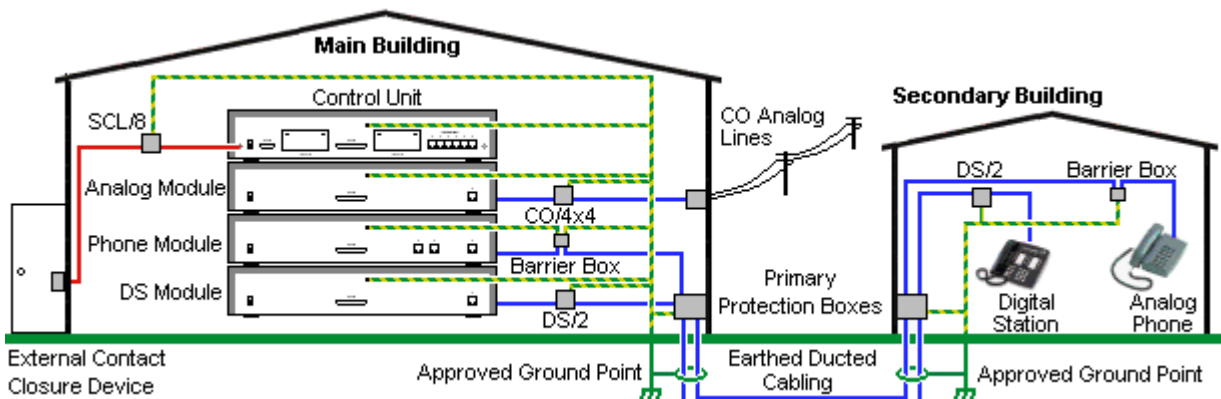 Main Building
Control Unit
SCL/8
Analog Module
CO/4x4
Phone Module
Barrier Box
DS Module
DS/2
External Contact
Closure Device
Approved Ground Point
CO Analog
Lines
Primary
Protection Boxes
Earthed Ducted
Cabling
Secondary Building
DS/2
Barrier Box
Digital
Station
Analog
Phone
Approved Ground Point